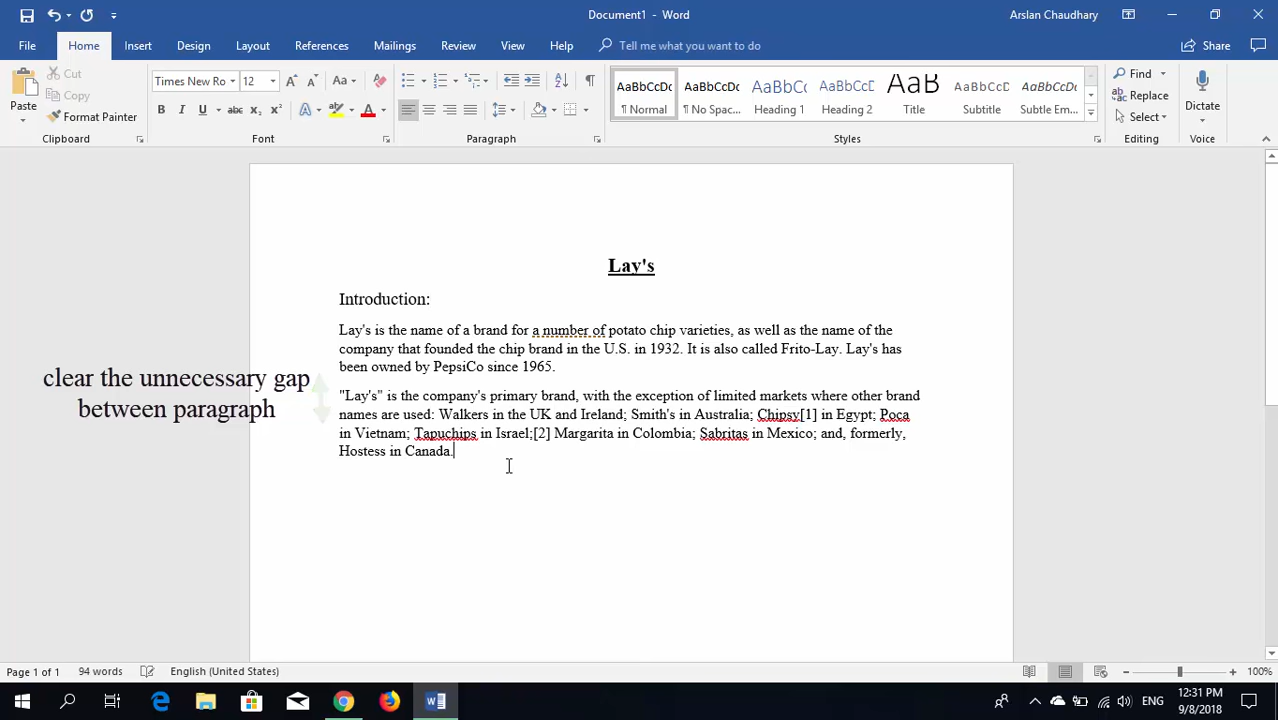 Document1 - Word
Arslan Chaudhary
File
Home
Insert
Design
Layout
References
Mailings
Review
View
Help
Tell me what you want to do
Share
Paste
Cut
Copy
Format Painter
Clipboard
Times New Ro
12
Font
Paragraph
AaBbCcDc
¶ Normal
AaBbCcDc
¶ No Spac...
AaBbCc
Heading 1
AaBbCcD
Heading 2
AaB
Title
AaBbCcD
Subtitle
AaBbCcDc
Subtle Em...
Styles
Find
Replace
Select
Editing
Dictate
Voice
Lay's
Introduction:
Lay's is the name of a brand for a number of potato chip varieties, as well as the name of the
company that founded the chip brand in the U.S. in 1932. It is also called Frito-Lay. Lay's has
been owned by PepsiCo since 1965.
clear the unnecessary gap
between paragraph
"Lay's" is the company's primary brand, with the exception of limited markets where other brand
names are used: Walkers in the UK and Ireland; Smith's in Australia; Chipsy[1] in Egypt; Poca
in Vietnam; Tapuchips in Israel;[2] Margarita in Colombia; Sabritas in Mexico; and, formerly,
Hostess in Canada.
Page 1 of 1
94 words
English (United States)
100%
ENG
12:31 PM
9/8/2018